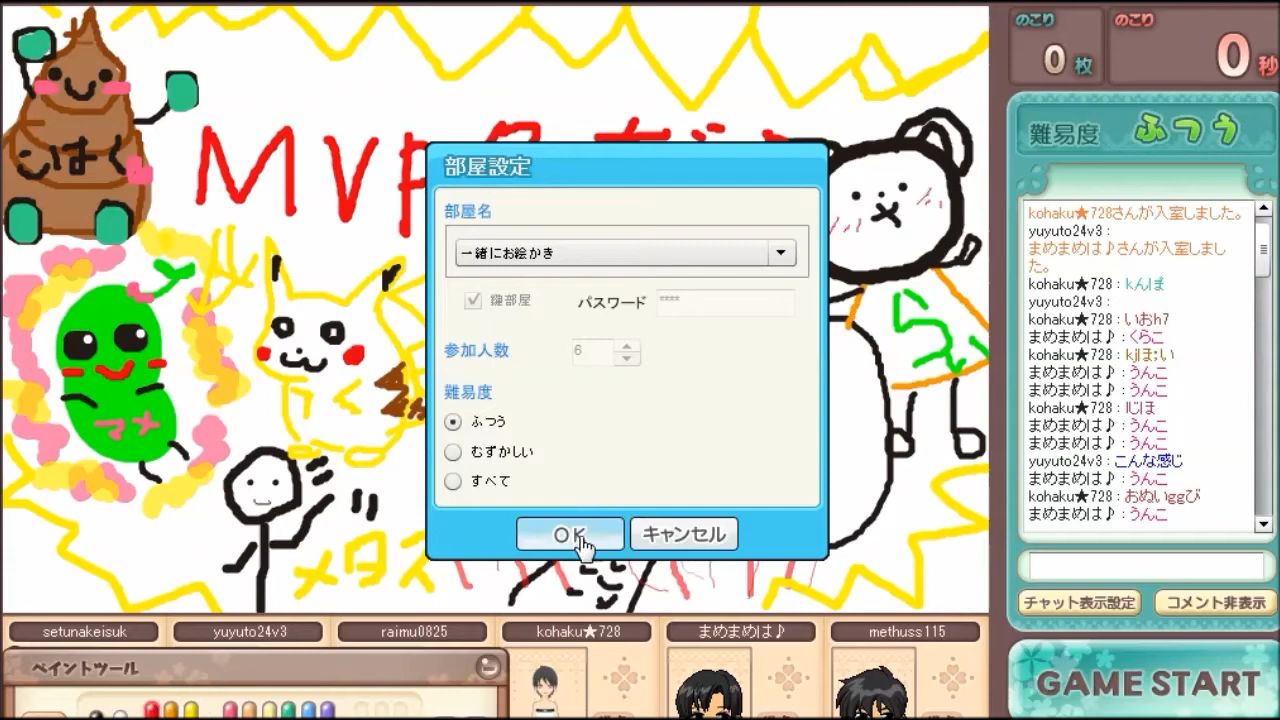 のこり
0枚
のこり
0秒
難易度 ふつう
こはく
MVP
マメ
メタス
部屋設定
部屋名
一緒にお絵かき
鍵部屋 パスワード ****
参加人数 6
難易度
ふつう
むずかしい
すべて
OK キャンセル
kohaku★728さんが入室しました。
yuyuto24v3 :
まめまめは♪さんが入室しまし
た。
kohaku★728 : kんぽ
yuyuto24v3 :
kohaku★728 : いおh7
まめまめは♪ : くらこ
kohaku★728 : kjlま;い
まめまめは♪ : うんこ
まめまめは♪ : うんこ
kohaku★728 : lじほ
まめまめは♪ : うんこ
まめまめは♪ : うんこ
yuyuto24v3 : こんな感じ
まめまめは♪ : うんこ
kohaku★728 : おぬいggび
まめまめは♪ : うんこ
チャット表示設定 コメント非表示
setunakeisuk yuyuto24v3 raimu0825 kohaku★728 まめまめは♪ methuss115
ペイントツール
GAME START